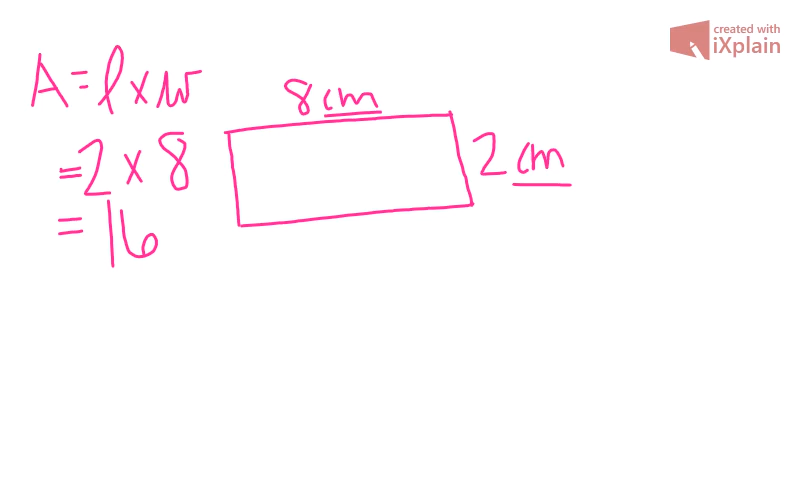 created with
iXplain
A = l x w
8 cm
= 2 x 8
2 cm
= 16